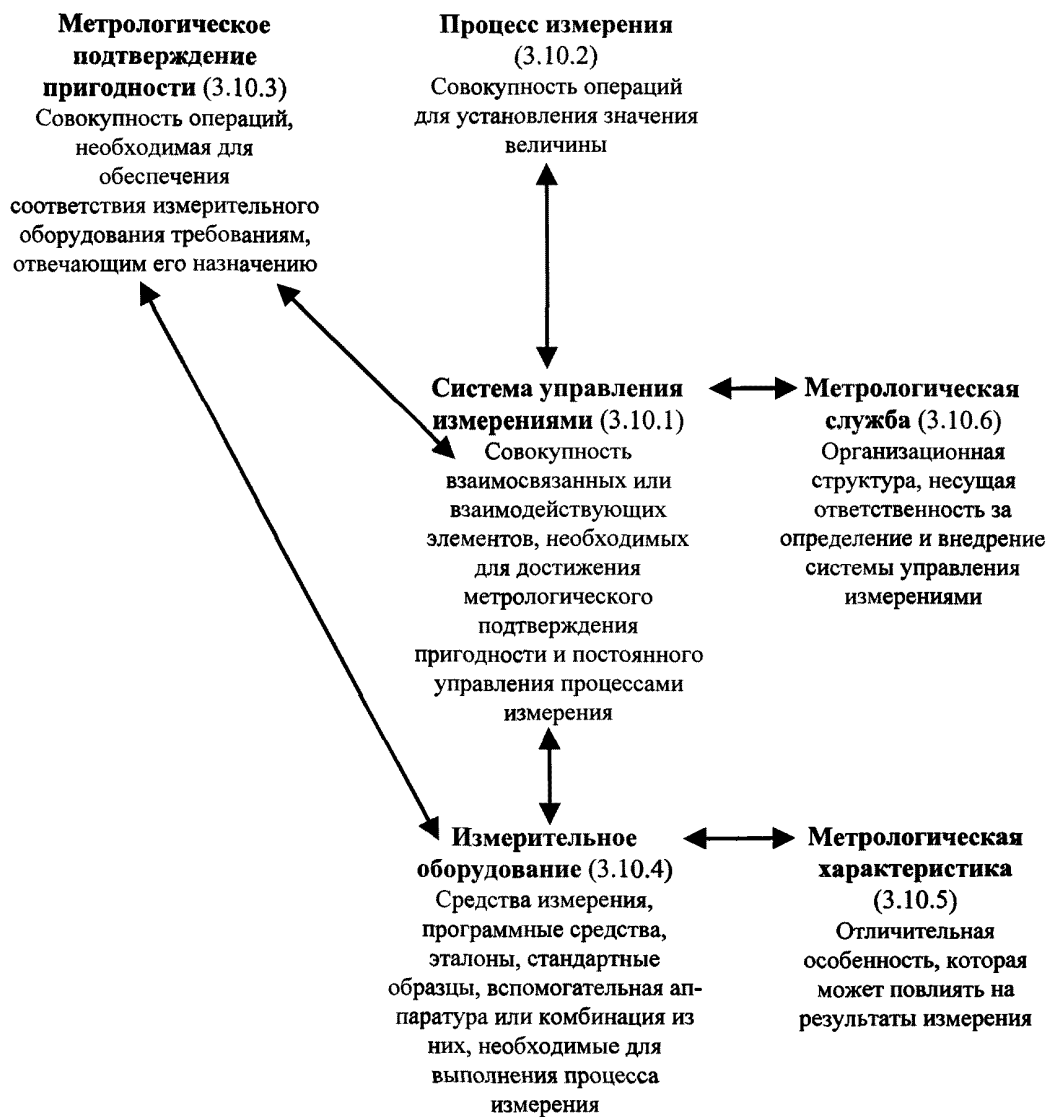 Метрологическое
подтверждение
пригодности (3.10.3)
Совокупность операций,
необходимая для
обеспечения
соответствия измерительного
оборудования требованиям,
отвечающим его назначению
Процесс измерения
(3.10.2)
Совокупность операций
для установления значения
величины
Система управления
измерениями (3.10.1)
Совокупность
взаимосвязанных или
взаимодействующих
элементов, необходимых
для достижения
метрологического
подтверждения
пригодности и постоянного
управления процессами
измерения
Метрологическая
служба (3.10.6)
Организационная
структура, несущая
ответственность за
определение и внедрение
системы управления
измерениями
Измерительное
оборудование (3.10.4)
Средства измерения,
программные средства,
эталоны, стандартные
образцы, вспомогательная ап-
паратура или комбинация из
них, необходимые для
выполнения процесса
измерения
Метрологическая
характеристика
(3.10.5)
Отличительная
особенность, которая
может повлиять на
результаты измерения